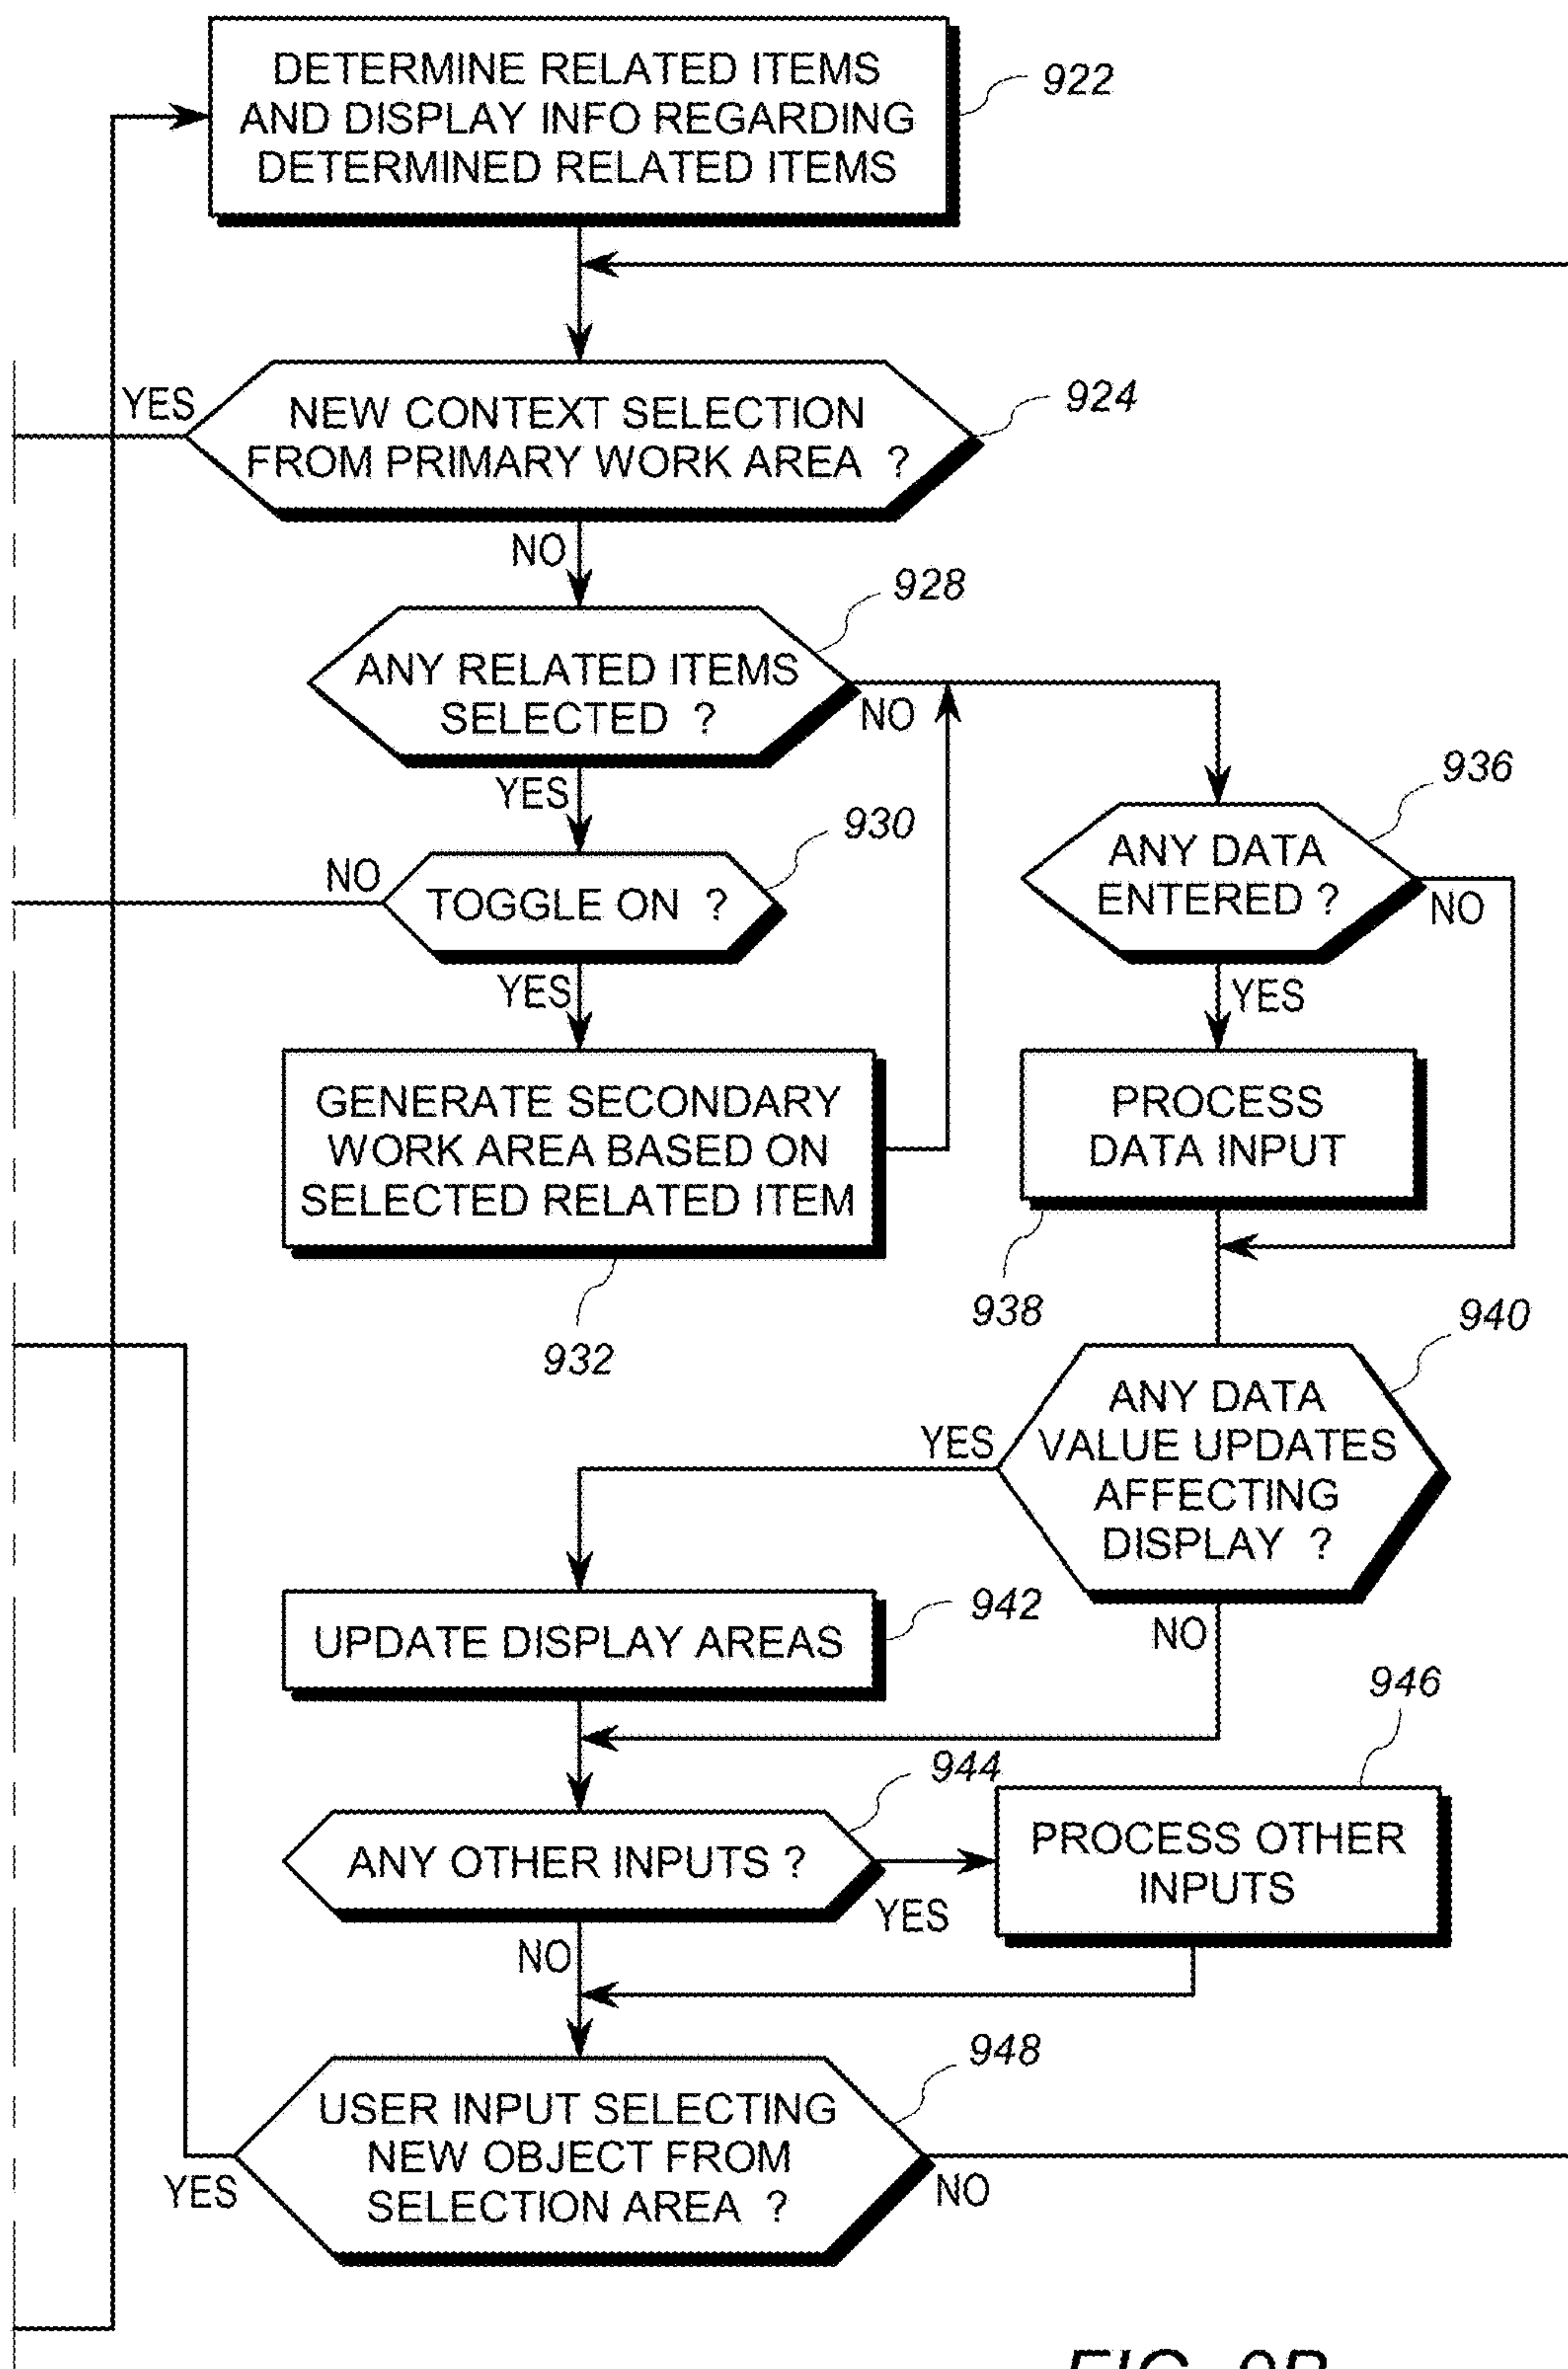 DETERMINE RELATED ITEMS
AND DISPLAY INFO REGARDING
DETERMINED RELATED ITEMS
922
YES
NEW CONTEXT SELECTION
FROM PRIMARY WORK AREA ?
924
NO
928
ANY RELATED ITEMS
SELECTED ?
NO
YES
936
930
NO
TOGGLE ON ?
ANY DATA
ENTERED ?
NO
YES
YES
GENERATE SECONDARY
WORK AREA BASED ON
SELECTED RELATED ITEM
932
PROCESS
DATA INPUT
938
940
YES
ANY DATA
VALUE UPDATES
AFFECTING
DISPLAY ?
UPDATE DISPLAY AREAS
942
NO
946
944
ANY OTHER INPUTS ?
YES
PROCESS OTHER
INPUTS
NO
948
USER INPUT SELECTING
NEW OBJECT FROM
SELECTION AREA ?
YES
NO
FIG. 9B